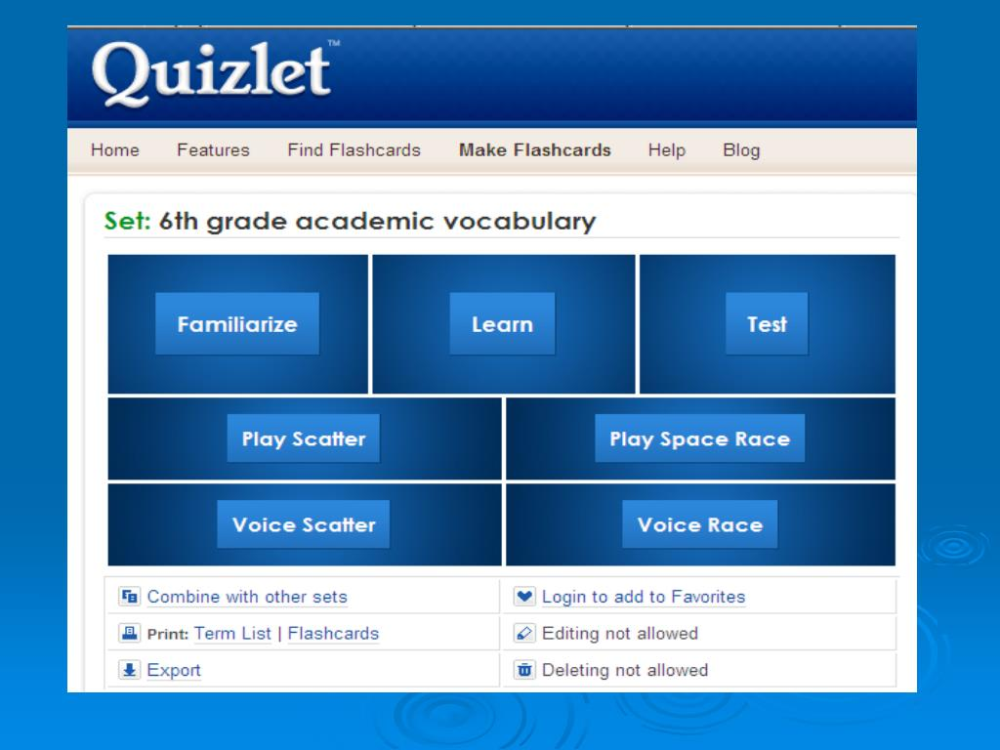 Quizlet™
Home Features Find Flashcards Make Flashcards Help Blog
Set: 6th grade academic vocabulary
Familiarize Learn Test
Play Scatter Play Space Race
Voice Scatter Voice Race
Combine with other sets Login to add to Favorites
Print: Term List | Flashcards Editing not allowed
Export Deleting not allowed